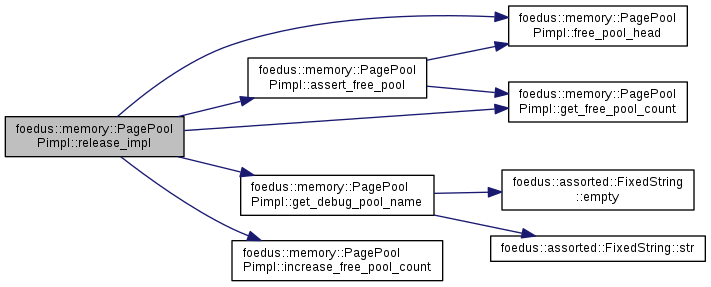 foedus::memory::PagePool
Pimpl::release_impl
foedus::memory::PagePool
Pimpl::assert_free_pool
foedus::memory::PagePool
Pimpl::free_pool_head
foedus::memory::PagePool
Pimpl::get_free_pool_count
foedus::memory::PagePool
Pimpl::get_debug_pool_name
foedus::assorted::FixedString
::empty
foedus::assorted::FixedString::str
foedus::memory::PagePool
Pimpl::increase_free_pool_count